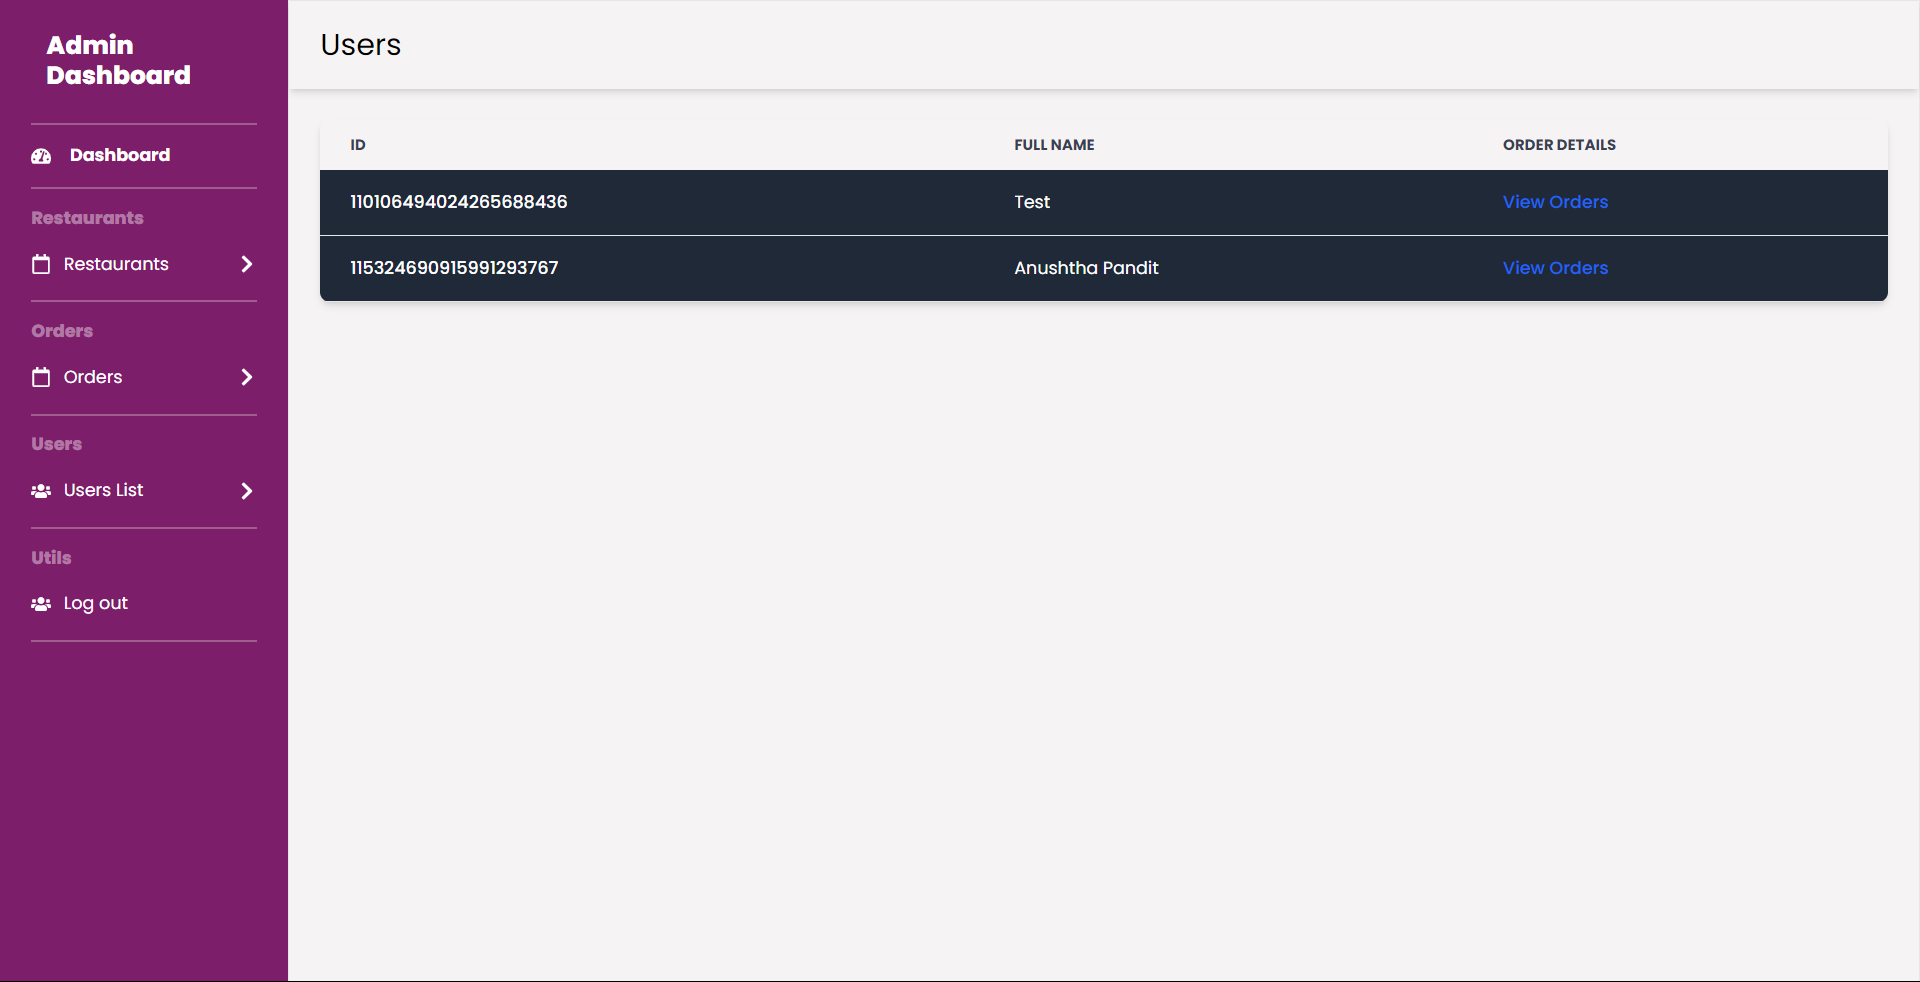 Admin
Dashboard
Dashboard
Restaurants
Restaurants
Orders
Orders
Users
Users List
Utils
Log out
Users
ID FULL NAME ORDER DETAILS
110106494024265688436 Test View Orders
115324690915991293767 Anushtha Pandit View Orders